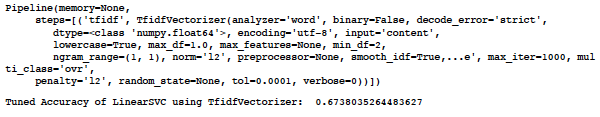 Pipeline(memory=None,
steps=[('tfidf', TfidfVectorizer(analyzer='word', binary=False, decode_error='strict',
dtype=<class 'numpy.float64'>, encoding='utf-8', input='content',
lowercase=True, max_df=1.0, max_features=None, min_df=2,
ngram_range=(1, 1), norm='l2', preprocessor=None, smooth_idf=True,...e', max_iter=1000, mul
ti_class='ovr',
penalty='l2', random_state=None, tol=0.0001, verbose=0))])
Tuned Accuracy of LinearSVC using TfidfVectorizer: 0.6738035264483627